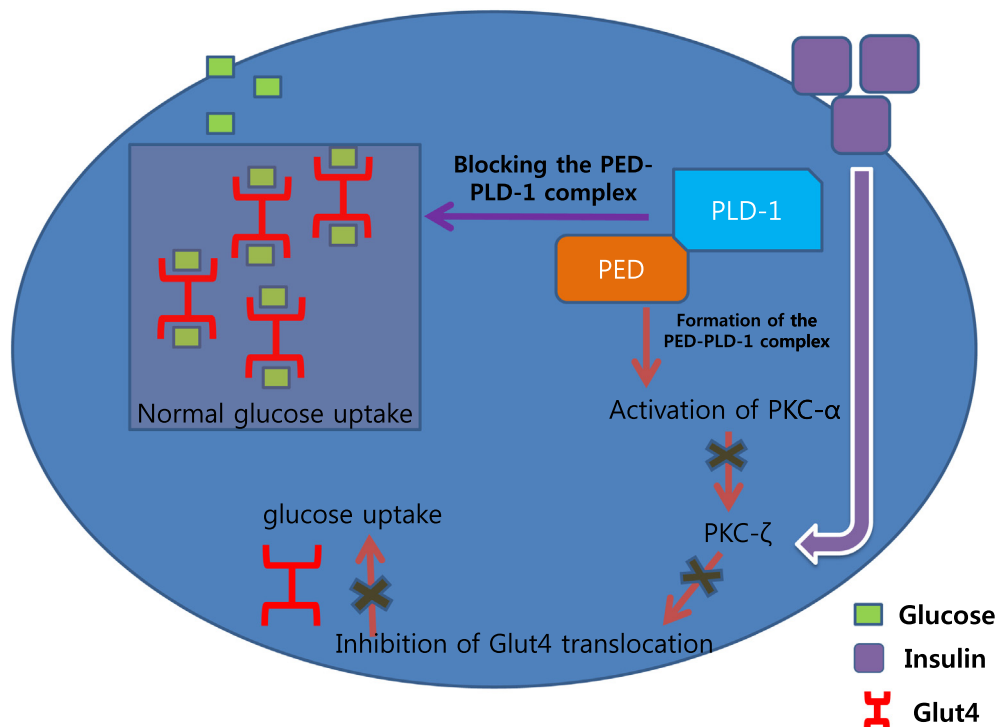 Blocking the PED-
PLD-1 complex
PLD-1
PED
Formation of the
PED-PLD-1 complex
Activation of PKC-α
Normal glucose uptake
glucose uptake
PKC-ζ
Inhibition of Glut4 translocation
Glucose
Insulin
Glut4